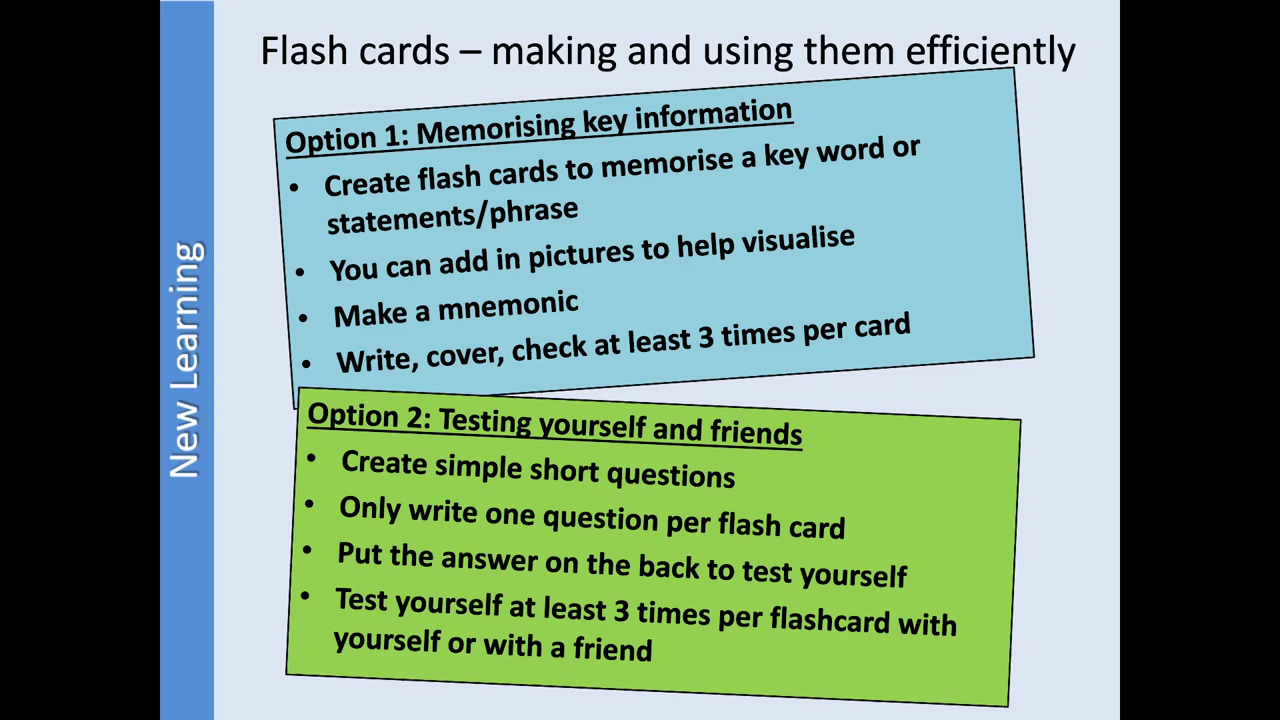 Flash cards – making and using them efficiently
Option 1: Memorising key information
• Create flash cards to memorise a key word or
statements/phrase
• You can add in pictures to help visualise
• Make a mnemonic
• Write, cover, check at least 3 times per card
Option 2: Testing yourself and friends
• Create simple short questions
• Only write one question per flash card
• Put the answer on the back to test yourself
• Test yourself at least 3 times per flashcard with
yourself or with a friend
New Learning